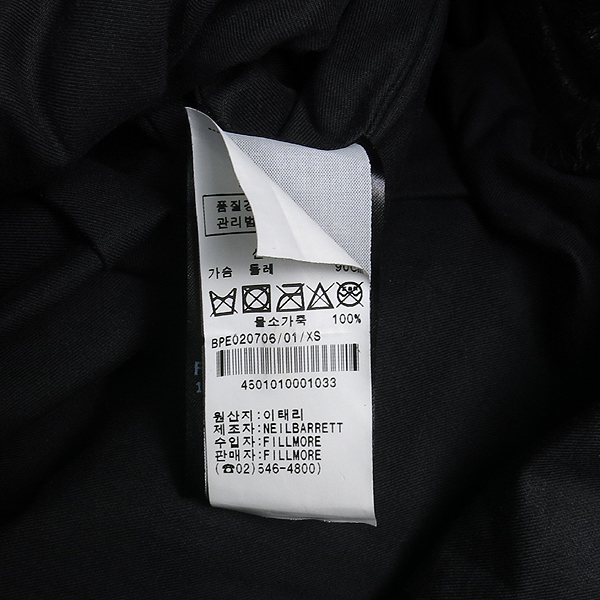 품질
관리법
가슴 둘레 90cm
물소가죽 100%
BPE020706/01/XS
4501010001033
원산지:이태리
제조자:NEILBARRETT
수입자:FILLMORE
판매자:FILLMORE
(☎02)546-4800)